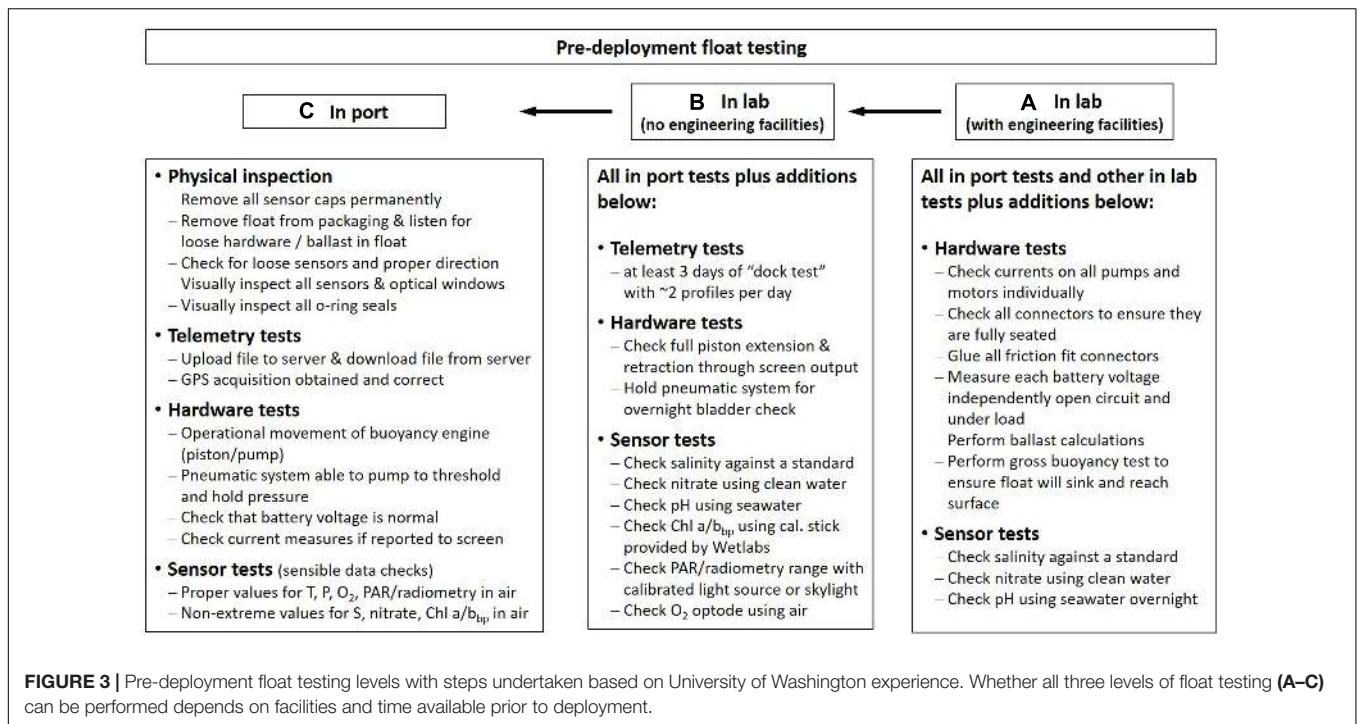 Pre-deployment float testing
C In port
B In lab
(no engineering facilities)
A In lab
(with engineering facilities)
• Physical inspection
Remove all sensor caps permanently
– Remove float from packaging & listen for
loose hardware / ballast in float
– Check for loose sensors and proper direction
Visually inspect all sensors & optical windows
– Visually inspect all o-ring seals
• Telemetry tests
– Upload file to server & download file from server
– GPS acquisition obtained and correct
• Hardware tests
– Operational movement of buoyancy engine
(piston/pump)
– Pneumatic system able to pump to threshold
and hold pressure
– Check that battery voltage is normal
– Check current measures if reported to screen
• Sensor tests (sensible data checks)
– Proper values for T, P, O₂, PAR/radiometry in air
– Non-extreme values for S, nitrate, Chl a/b_bp in air
All in port tests plus additions
below:
• Telemetry tests
– at least 3 days of “dock test”
with ~2 profiles per day
• Hardware tests
– Check full piston extension &
retraction through screen output
– Hold pneumatic system for
overnight bladder check
• Sensor tests
– Check salinity against a standard
– Check nitrate using clean water
– Check pH using seawater
– Check Chl a/b_bp using cal. stick
provided by Wetlabs
– Check PAR/radiometry range with
calibrated light source or skylight
– Check O₂ optode using air
All in port tests and other in lab
tests plus additions below:
• Hardware tests
– Check currents on all pumps and
motors individually
– Check all connectors to ensure they
are fully seated
– Glue all friction fit connectors
– Measure each battery voltage
independently open circuit and
under load
Perform ballast calculations
– Perform gross buoyancy test to
ensure float will sink and reach
surface
• Sensor tests
– Check salinity against a standard
– Check nitrate using clean water
– Check pH using seawater overnight
FIGURE 3 | Pre-deployment float testing levels with steps undertaken based on University of Washington experience. Whether all three levels of float testing (A–C)
can be performed depends on facilities and time available prior to deployment.